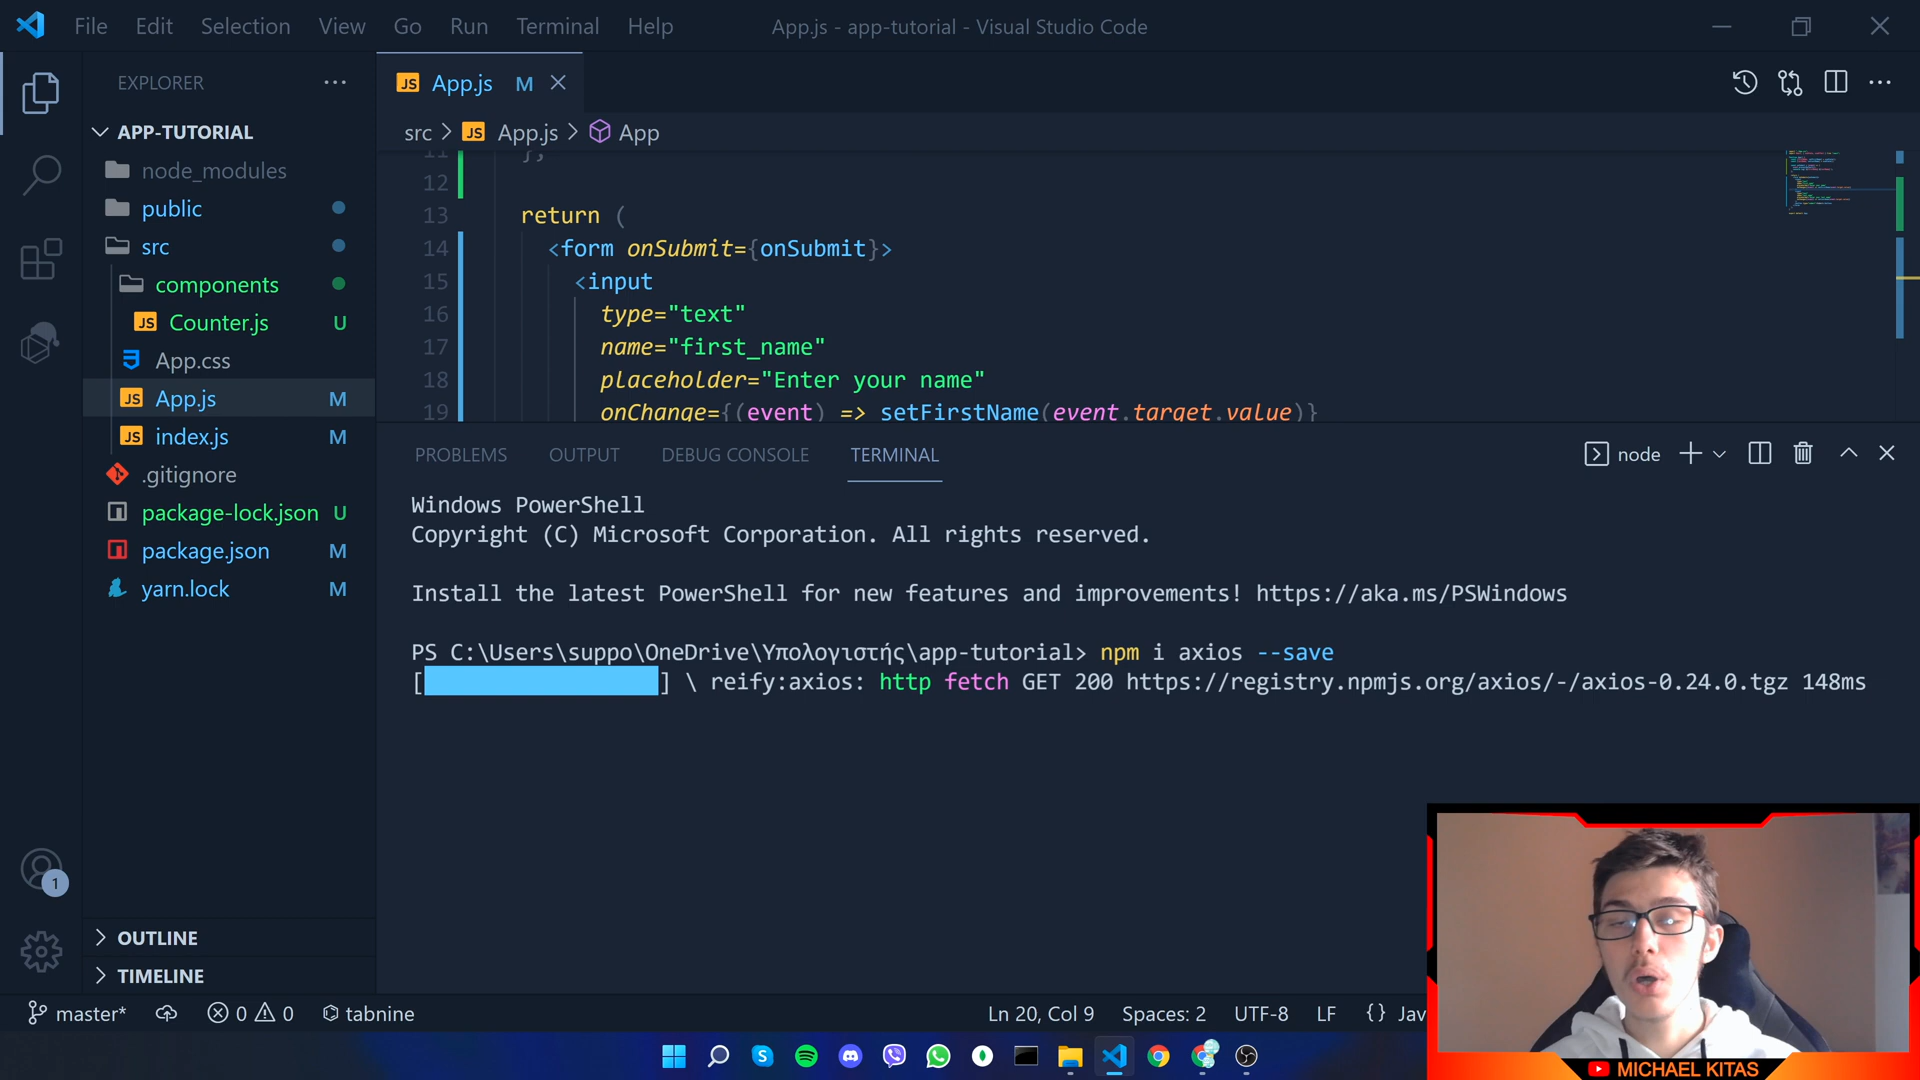 File Edit Selection View Go Run Terminal Help
App.js - app-tutorial - Visual Studio Code
EXPLORER
APP-TUTORIAL
node_modules
public
src
components
JS Counter.js U
App.css
JS App.js M
JS index.js M
.gitignore
package-lock.json U
package.json M
yarn.lock M
OUTLINE
TIMELINE
1
JS App.js M
src > JS App.js > App
11 };
12
13 return (
14 <form onSubmit={onSubmit}>
15 <input
16 type="text"
17 name="first_name"
18 placeholder="Enter your name"
19 onChange={(event) => setFirstName(event.target.value)}
PROBLEMS OUTPUT DEBUG CONSOLE TERMINAL
node
Windows PowerShell
Copyright (C) Microsoft Corporation. All rights reserved.
Install the latest PowerShell for new features and improvements! https://aka.ms/PSWindows
PS C:\Users\suppo\OneDrive\Υπολογιστής\app-tutorial> npm i axios --save
[ ] \ reify:axios: http fetch GET 200 https://registry.npmjs.org/axios/-/axios-0.24.0.tgz 148ms
master* 0 0 tabnine
Ln 20, Col 9 Spaces: 2 UTF-8 LF {} Jav
MICHAEL KITAS